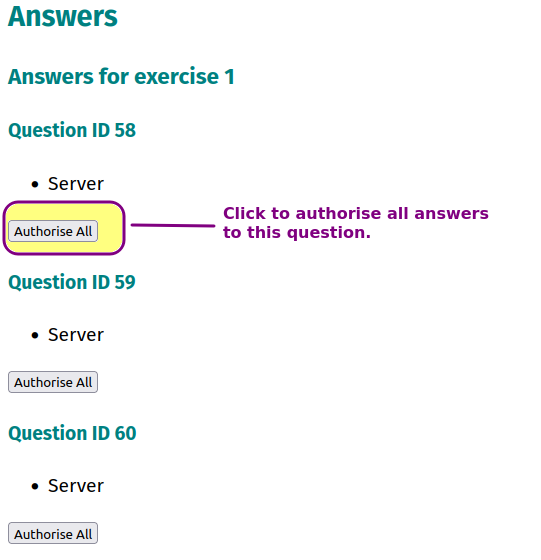 Answers
Answers for exercise 1
Question ID 58
• Server
Authorise All
Click to authorise all answers
to this question.
Question ID 59
• Server
Authorise All
Question ID 60
• Server
Authorise All